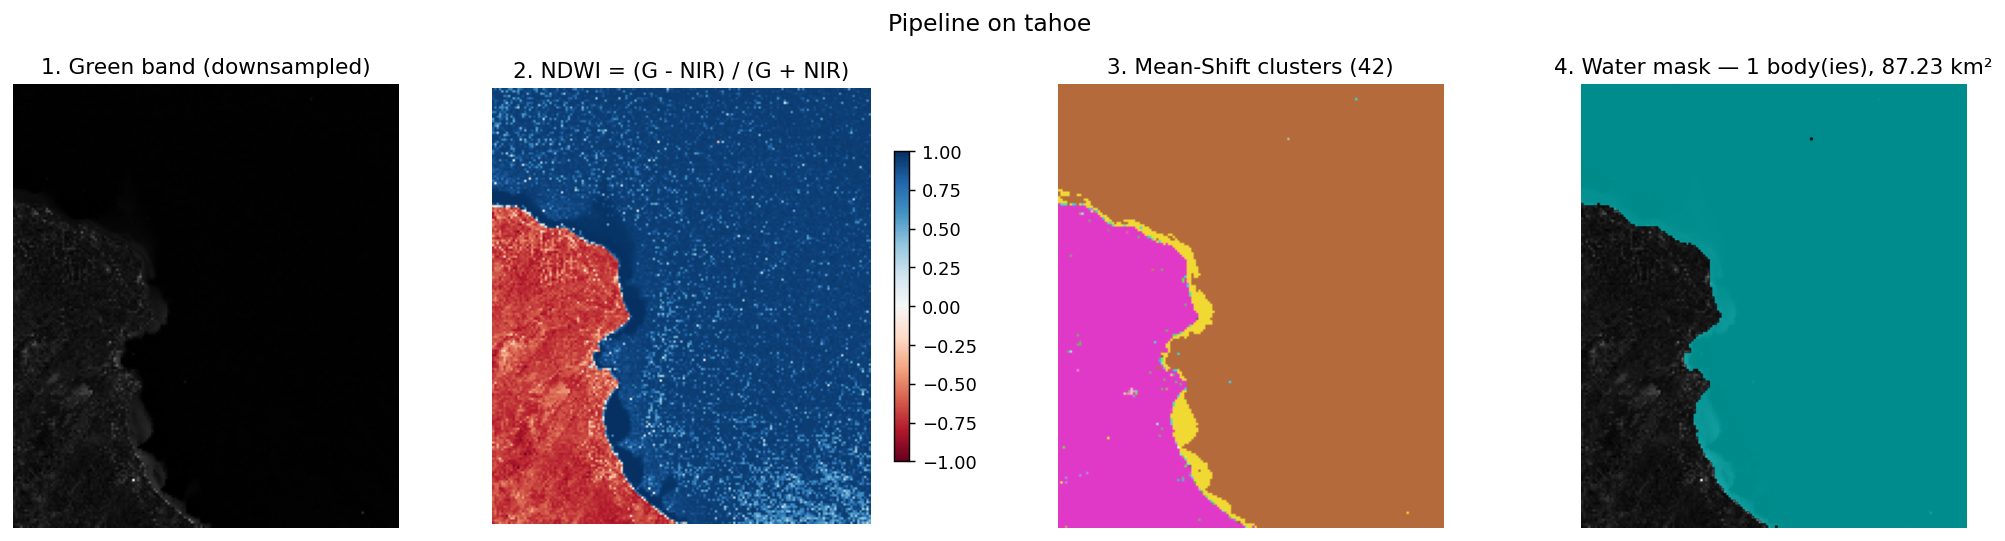 Pipeline on tahoe
1. Green band (downsampled)
2. NDWI = (G - NIR) / (G + NIR)
1.00
0.75
0.50
0.25
0.00
−0.25
−0.50
−0.75
−1.00
3. Mean-Shift clusters (42)
4. Water mask — 1 body(ies), 87.23 km²